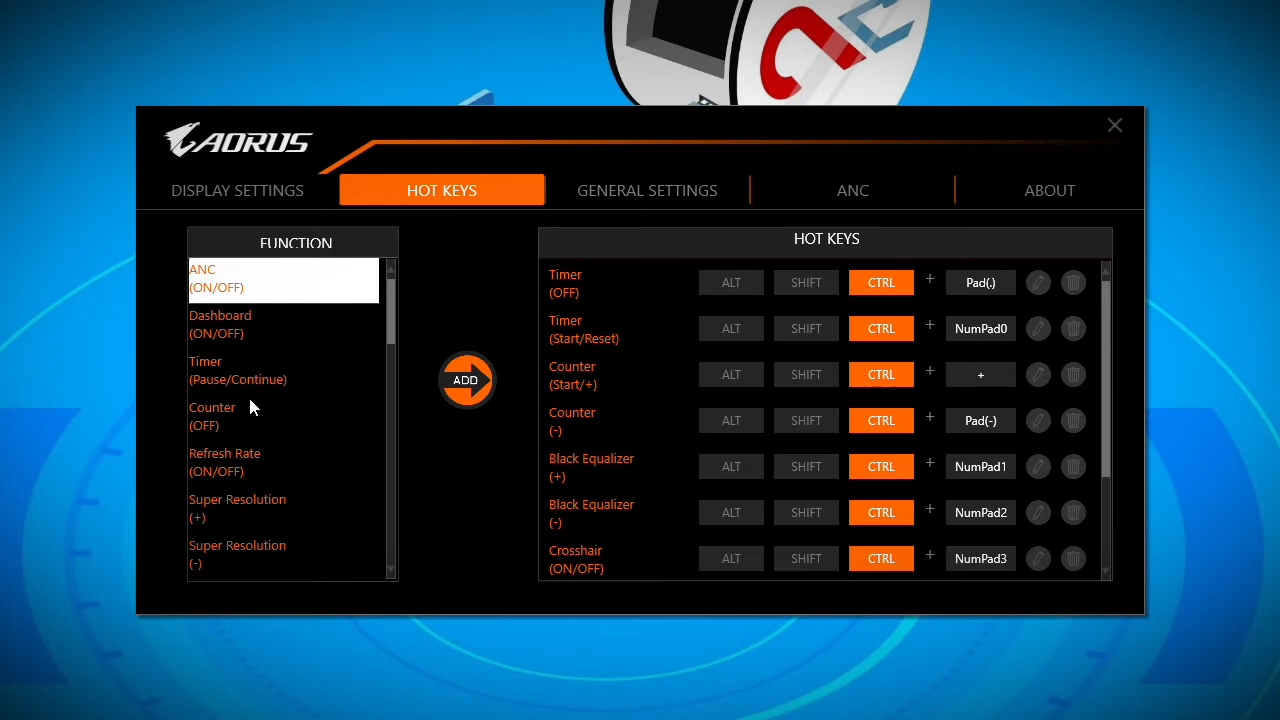 AORUS
DISPLAY SETTINGS
HOT KEYS
GENERAL SETTINGS
ANC
ABOUT
FUNCTION
ANC
(ON/OFF)
Dashboard
(ON/OFF)
Timer
(Pause/Continue)
Counter
(OFF)
Refresh Rate
(ON/OFF)
Super Resolution
(+)
Super Resolution
(-)
ADD
HOT KEYS
Timer
(OFF)
ALT SHIFT CTRL + Pad(.)
Timer
(Start/Reset)
ALT SHIFT CTRL + NumPad0
Counter
(Start/+)
ALT SHIFT CTRL + +
Counter
(-)
ALT SHIFT CTRL + Pad(-)
Black Equalizer
(+)
ALT SHIFT CTRL + NumPad1
Black Equalizer
(-)
ALT SHIFT CTRL + NumPad2
Crosshair
(ON/OFF)
ALT SHIFT CTRL + NumPad3